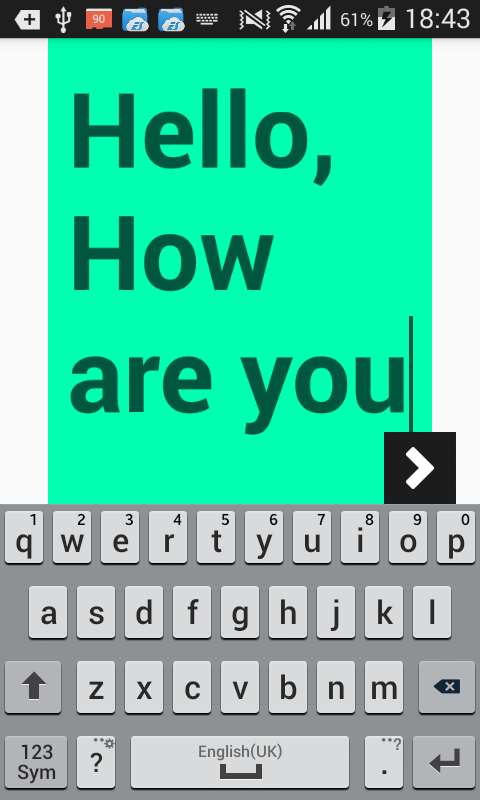 90 61% 18:43
Hello,
How
are you
1 2 3 4 5 6 7 8 9 0
q w e r t y u i o p
a s d f g h j k l
z x c v b n m
123 Sym ? English(UK) . ?